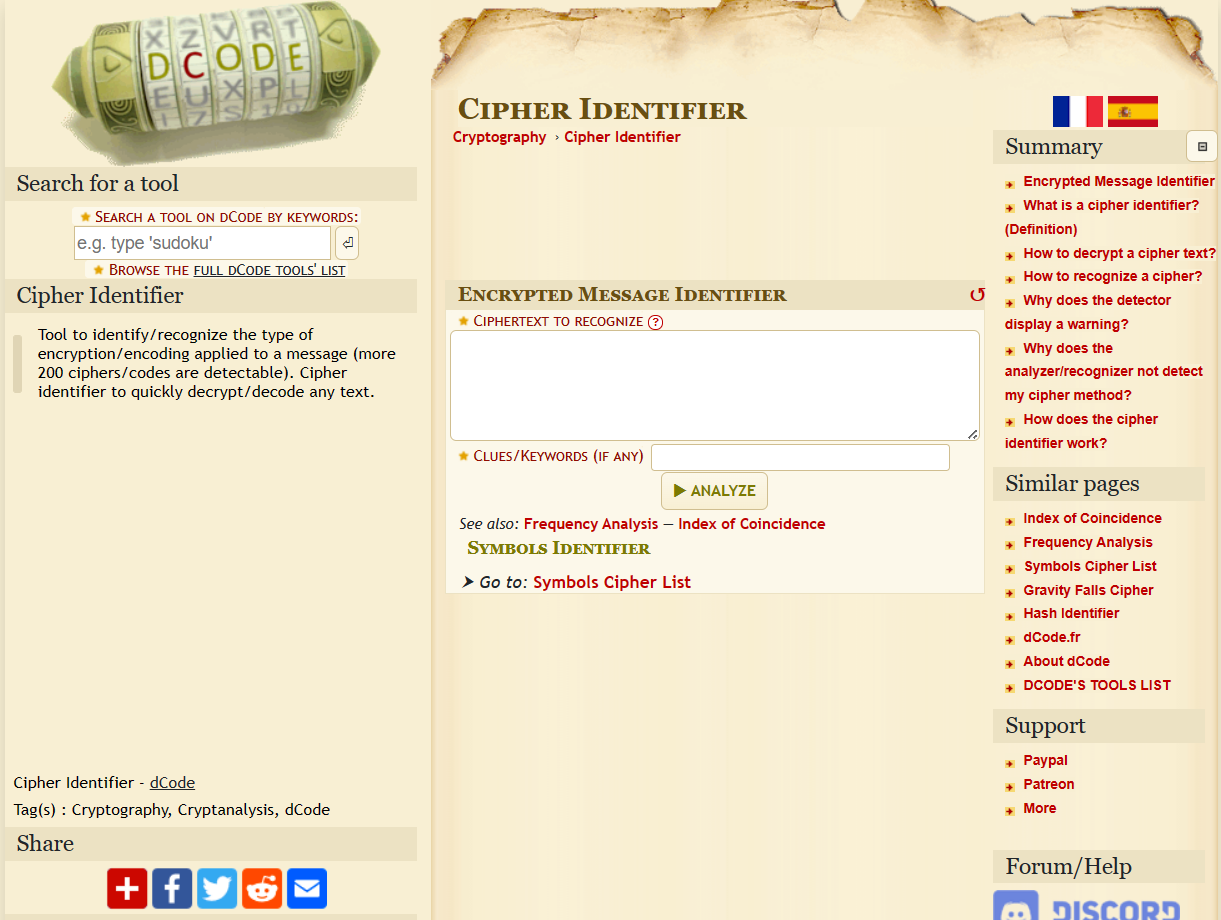 X Z V R T
D C O D E
E U X P L
Search for a tool
Search a tool on dCode by keywords:
e.g. type 'sudoku'
Browse the full dCode tools' list
Cipher Identifier
Tool to identify/recognize the type of
encryption/encoding applied to a message (more
200 ciphers/codes are detectable). Cipher
identifier to quickly decrypt/decode any text.
Cipher Identifier - dCode
Tag(s) : Cryptography, Cryptanalysis, dCode
Share
Cipher Identifier
Cryptography › Cipher Identifier
Encrypted Message Identifier
Ciphertext to recognize ?
Clues/Keywords (if any)
ANALYZE
See also: Frequency Analysis — Index of Coincidence
Symbols Identifier
Go to: Symbols Cipher List
Summary
Encrypted Message Identifier
What is a cipher identifier?
(Definition)
How to decrypt a cipher text?
How to recognize a cipher?
Why does the detector
display a warning?
Why does the
analyzer/recognizer not detect
my cipher method?
How does the cipher
identifier work?
Similar pages
Index of Coincidence
Frequency Analysis
Symbols Cipher List
Gravity Falls Cipher
Hash Identifier
dCode.fr
About dCode
DCODE'S TOOLS LIST
Support
Paypal
Patreon
More
Forum/Help
DISCORD